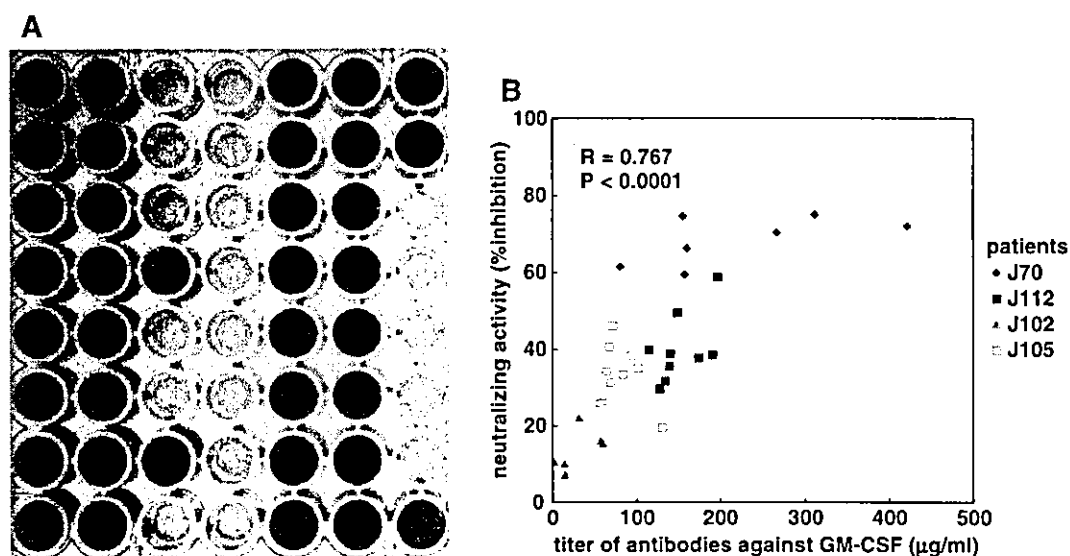 A
B
100
80
60
40
20
0
neutralizing activity (%inhibition)
R = 0.767
P < 0.0001
0 100 200 300 400 500
titer of antibodies against GM-CSF (µg/ml)
patients
J70
J112
J102
J105